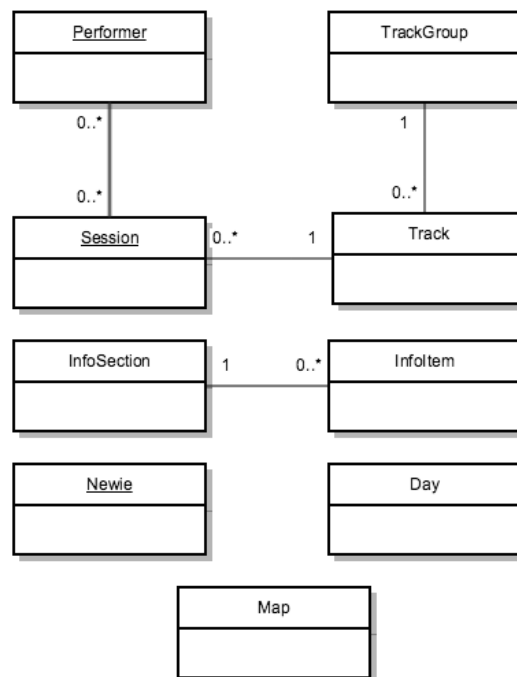 Performer
TrackGroup
0..*
1
0..*
0..*
Session
0..*
1
Track
InfoSection
1
0..*
InfoItem
Newie
Day
Map